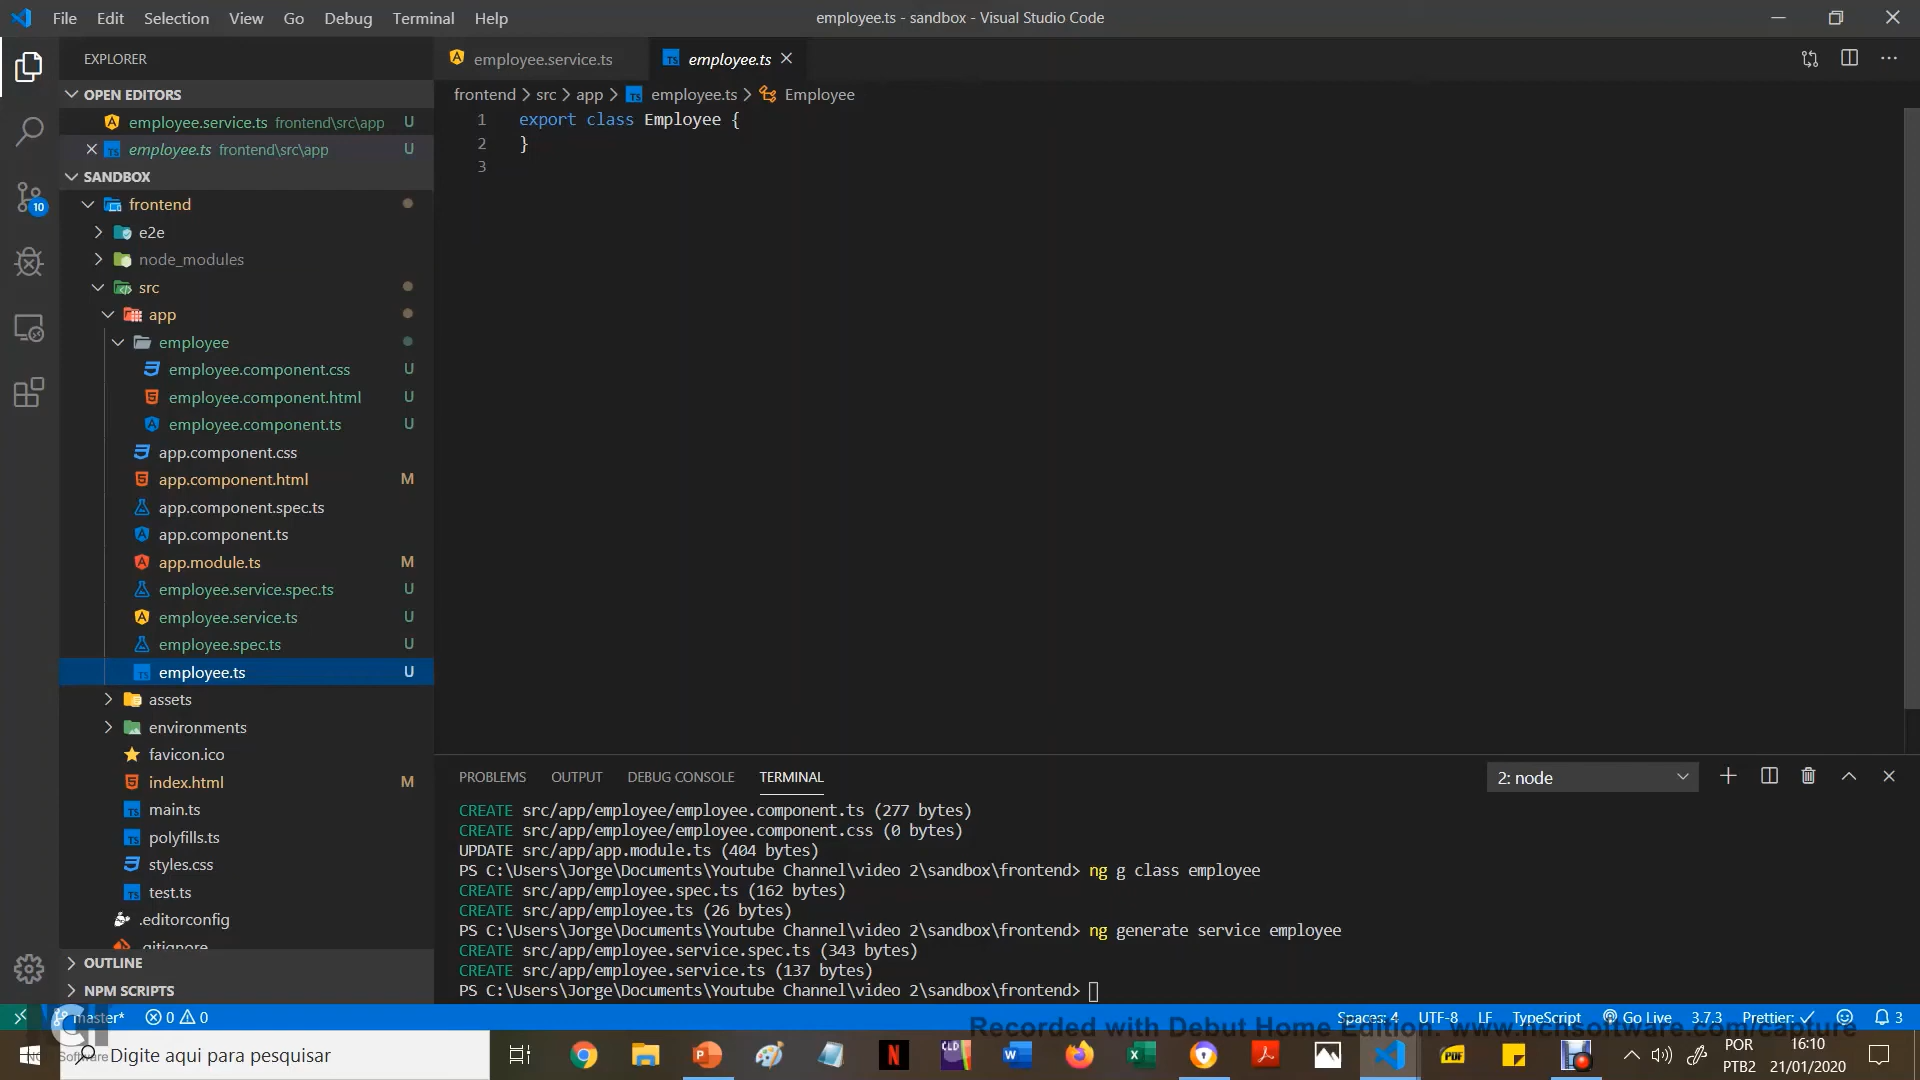 File Edit Selection View Go Debug Terminal Help
employee.ts - sandbox - Visual Studio Code
EXPLORER
employee.service.ts
employee.ts
OPEN EDITORS
employee.service.ts frontend\src\app U
employee.ts frontend\src\app U
SANDBOX
frontend
e2e
node_modules
src
app
employee
employee.component.css U
employee.component.html U
employee.component.ts U
app.component.css
app.component.html M
app.component.spec.ts
app.component.ts
app.module.ts M
employee.service.spec.ts U
employee.service.ts U
employee.spec.ts U
employee.ts U
assets
environments
favicon.ico
index.html M
main.ts
polyfills.ts
styles.css
test.ts
.editorconfig
.gitignore
OUTLINE
NPM SCRIPTS
10
frontend > src > app > employee.ts > Employee
1 export class Employee {
2 }
3
PROBLEMS OUTPUT DEBUG CONSOLE TERMINAL
2: node
CREATE src/app/employee/employee.component.ts (277 bytes)
CREATE src/app/employee/employee.component.css (0 bytes)
UPDATE src/app/app.module.ts (404 bytes)
PS C:\Users\Jorge\Documents\Youtube Channel\video 2\sandbox\frontend> ng g class employee
CREATE src/app/employee.spec.ts (162 bytes)
CREATE src/app/employee.ts (26 bytes)
PS C:\Users\Jorge\Documents\Youtube Channel\video 2\sandbox\frontend> ng generate service employee
CREATE src/app/employee.service.spec.ts (343 bytes)
CREATE src/app/employee.service.ts (137 bytes)
PS C:\Users\Jorge\Documents\Youtube Channel\video 2\sandbox\frontend>
master* 0 0
Spaces: 4 UTF-8 LF TypeScript Go Live 3.7.3 Prettier: ✓ 3
Recorded with Debut Home Edition. www.nchsoftware.com/capture
NCH Software
Digite aqui para pesquisar
POR
PTB2
16:10
21/01/2020